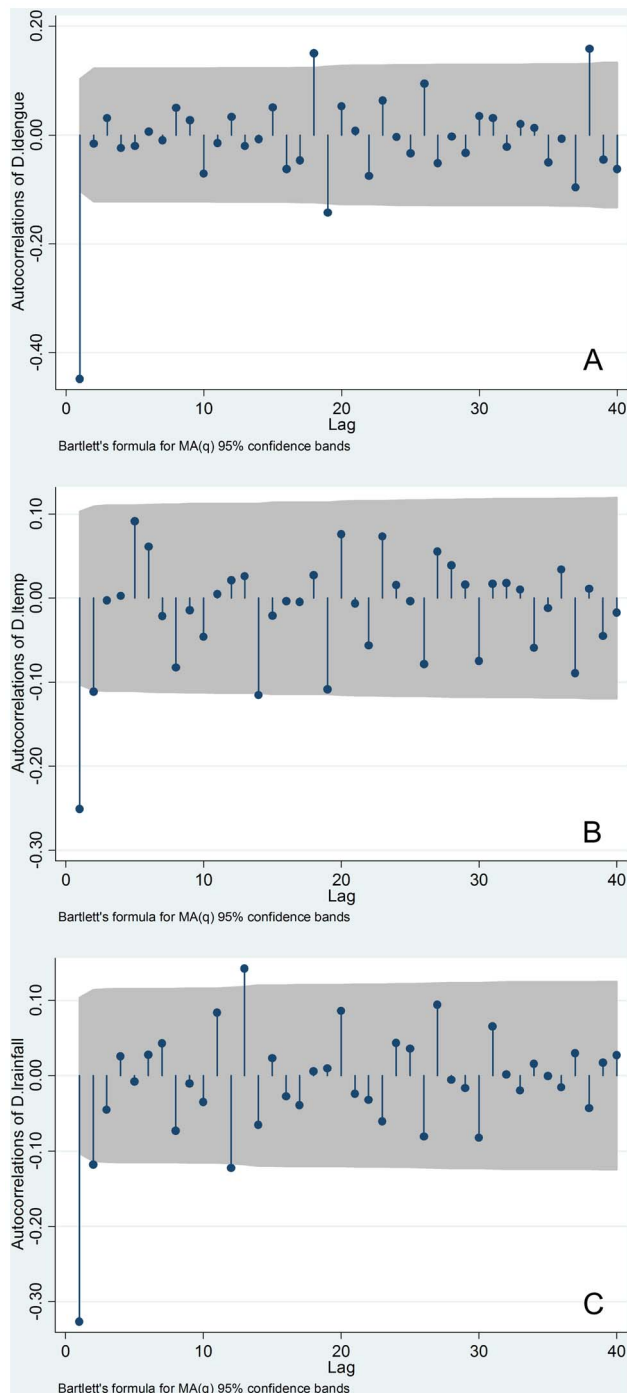 Autocorrelations of D.ldengue
0.20
0.00
-0.20
-0.40
A
0
10
20
30
40
Lag
Bartlett's formula for MA(q) 95% confidence bands
Autocorrelations of D.ltemp
0.10
0.00
-0.10
-0.20
-0.30
B
0
10
20
30
40
Lag
Bartlett's formula for MA(q) 95% confidence bands
Autocorrelations of D.lrainfall
0.10
0.00
-0.10
-0.20
-0.30
C
0
10
20
30
40
Lag
Bartlett's formula for MA(q) 95% confidence bands